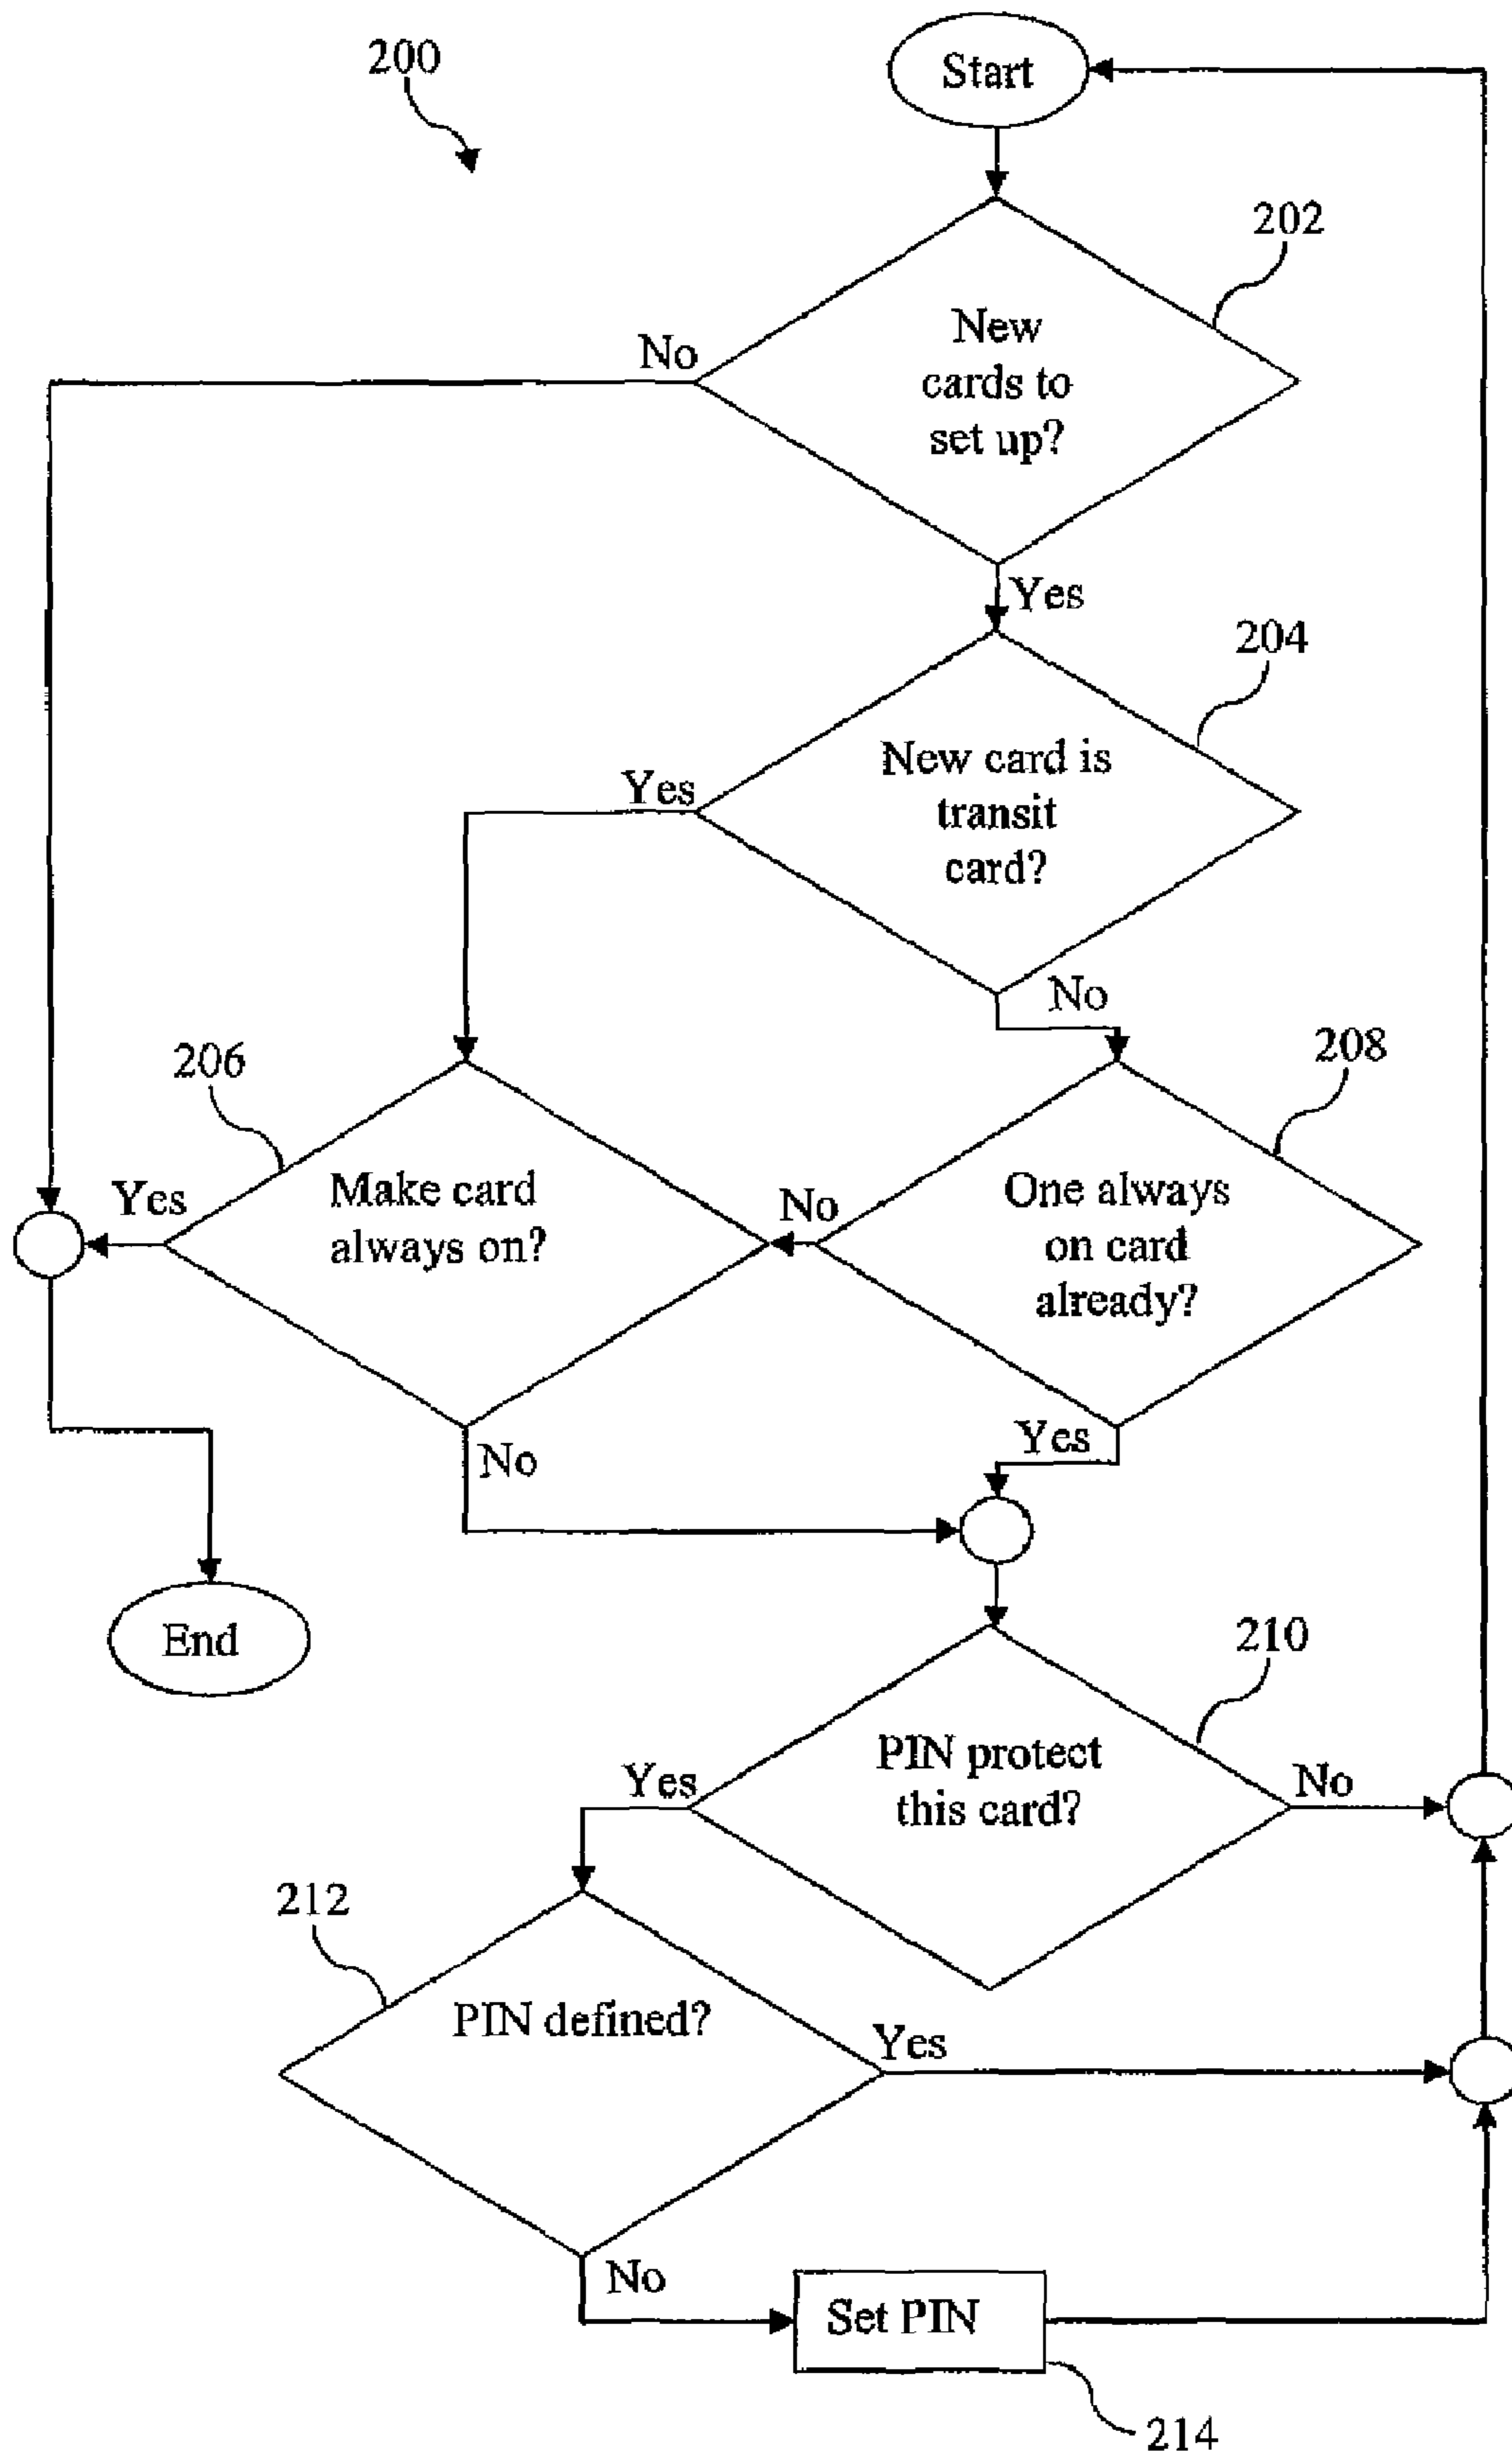 200
Start
202
New
cards to
set up?
No
Yes
204
New card is
transit
card?
Yes
No
206
208
Make card
always on?
Yes
No
One always
on card
already?
No
Yes
End
210
PIN protect
this card?
Yes
No
212
PIN defined?
Yes
No
Set PIN
214